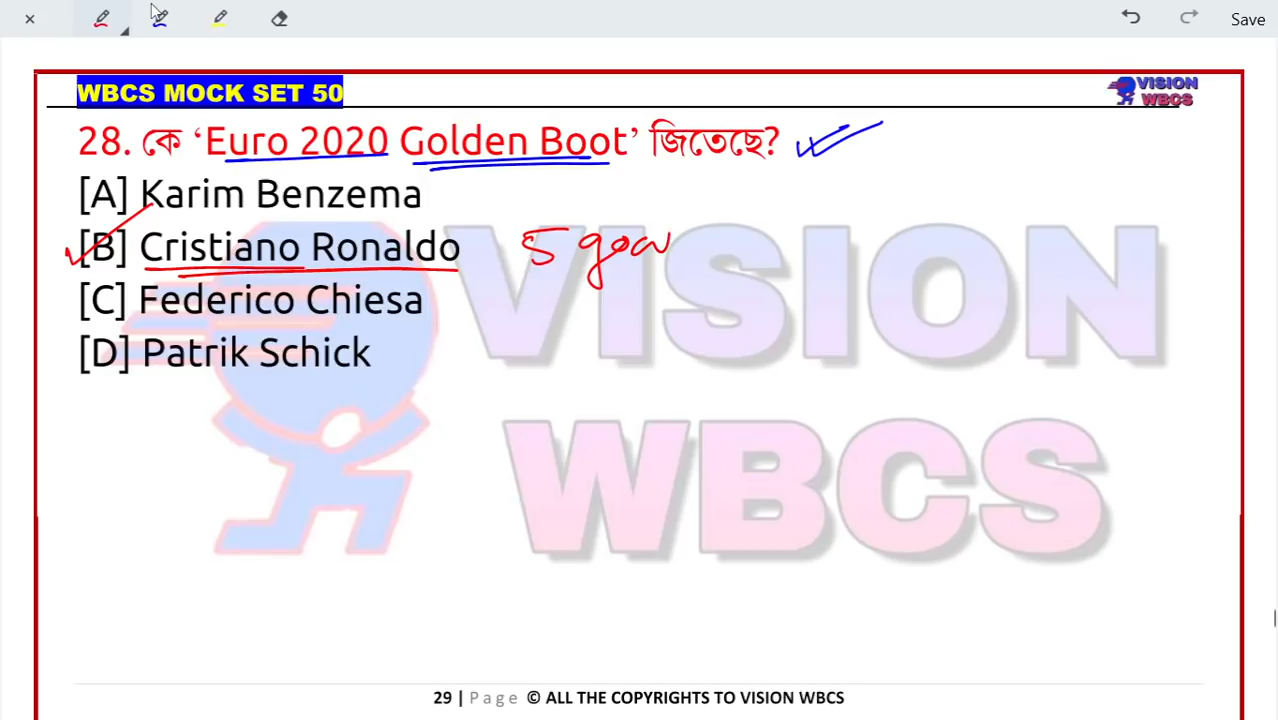 Save
WBCS MOCK SET 50
VISION
WBCS
28. কে ‘Euro 2020 Golden Boot’ জিতেছে?
[A] Karim Benzema
[B] Cristiano Ronaldo 5 goal
[C] Federico Chiesa
[D] Patrik Schick
VISION
WBCS
29 | Page © ALL THE COPYRIGHTS TO VISION WBCS